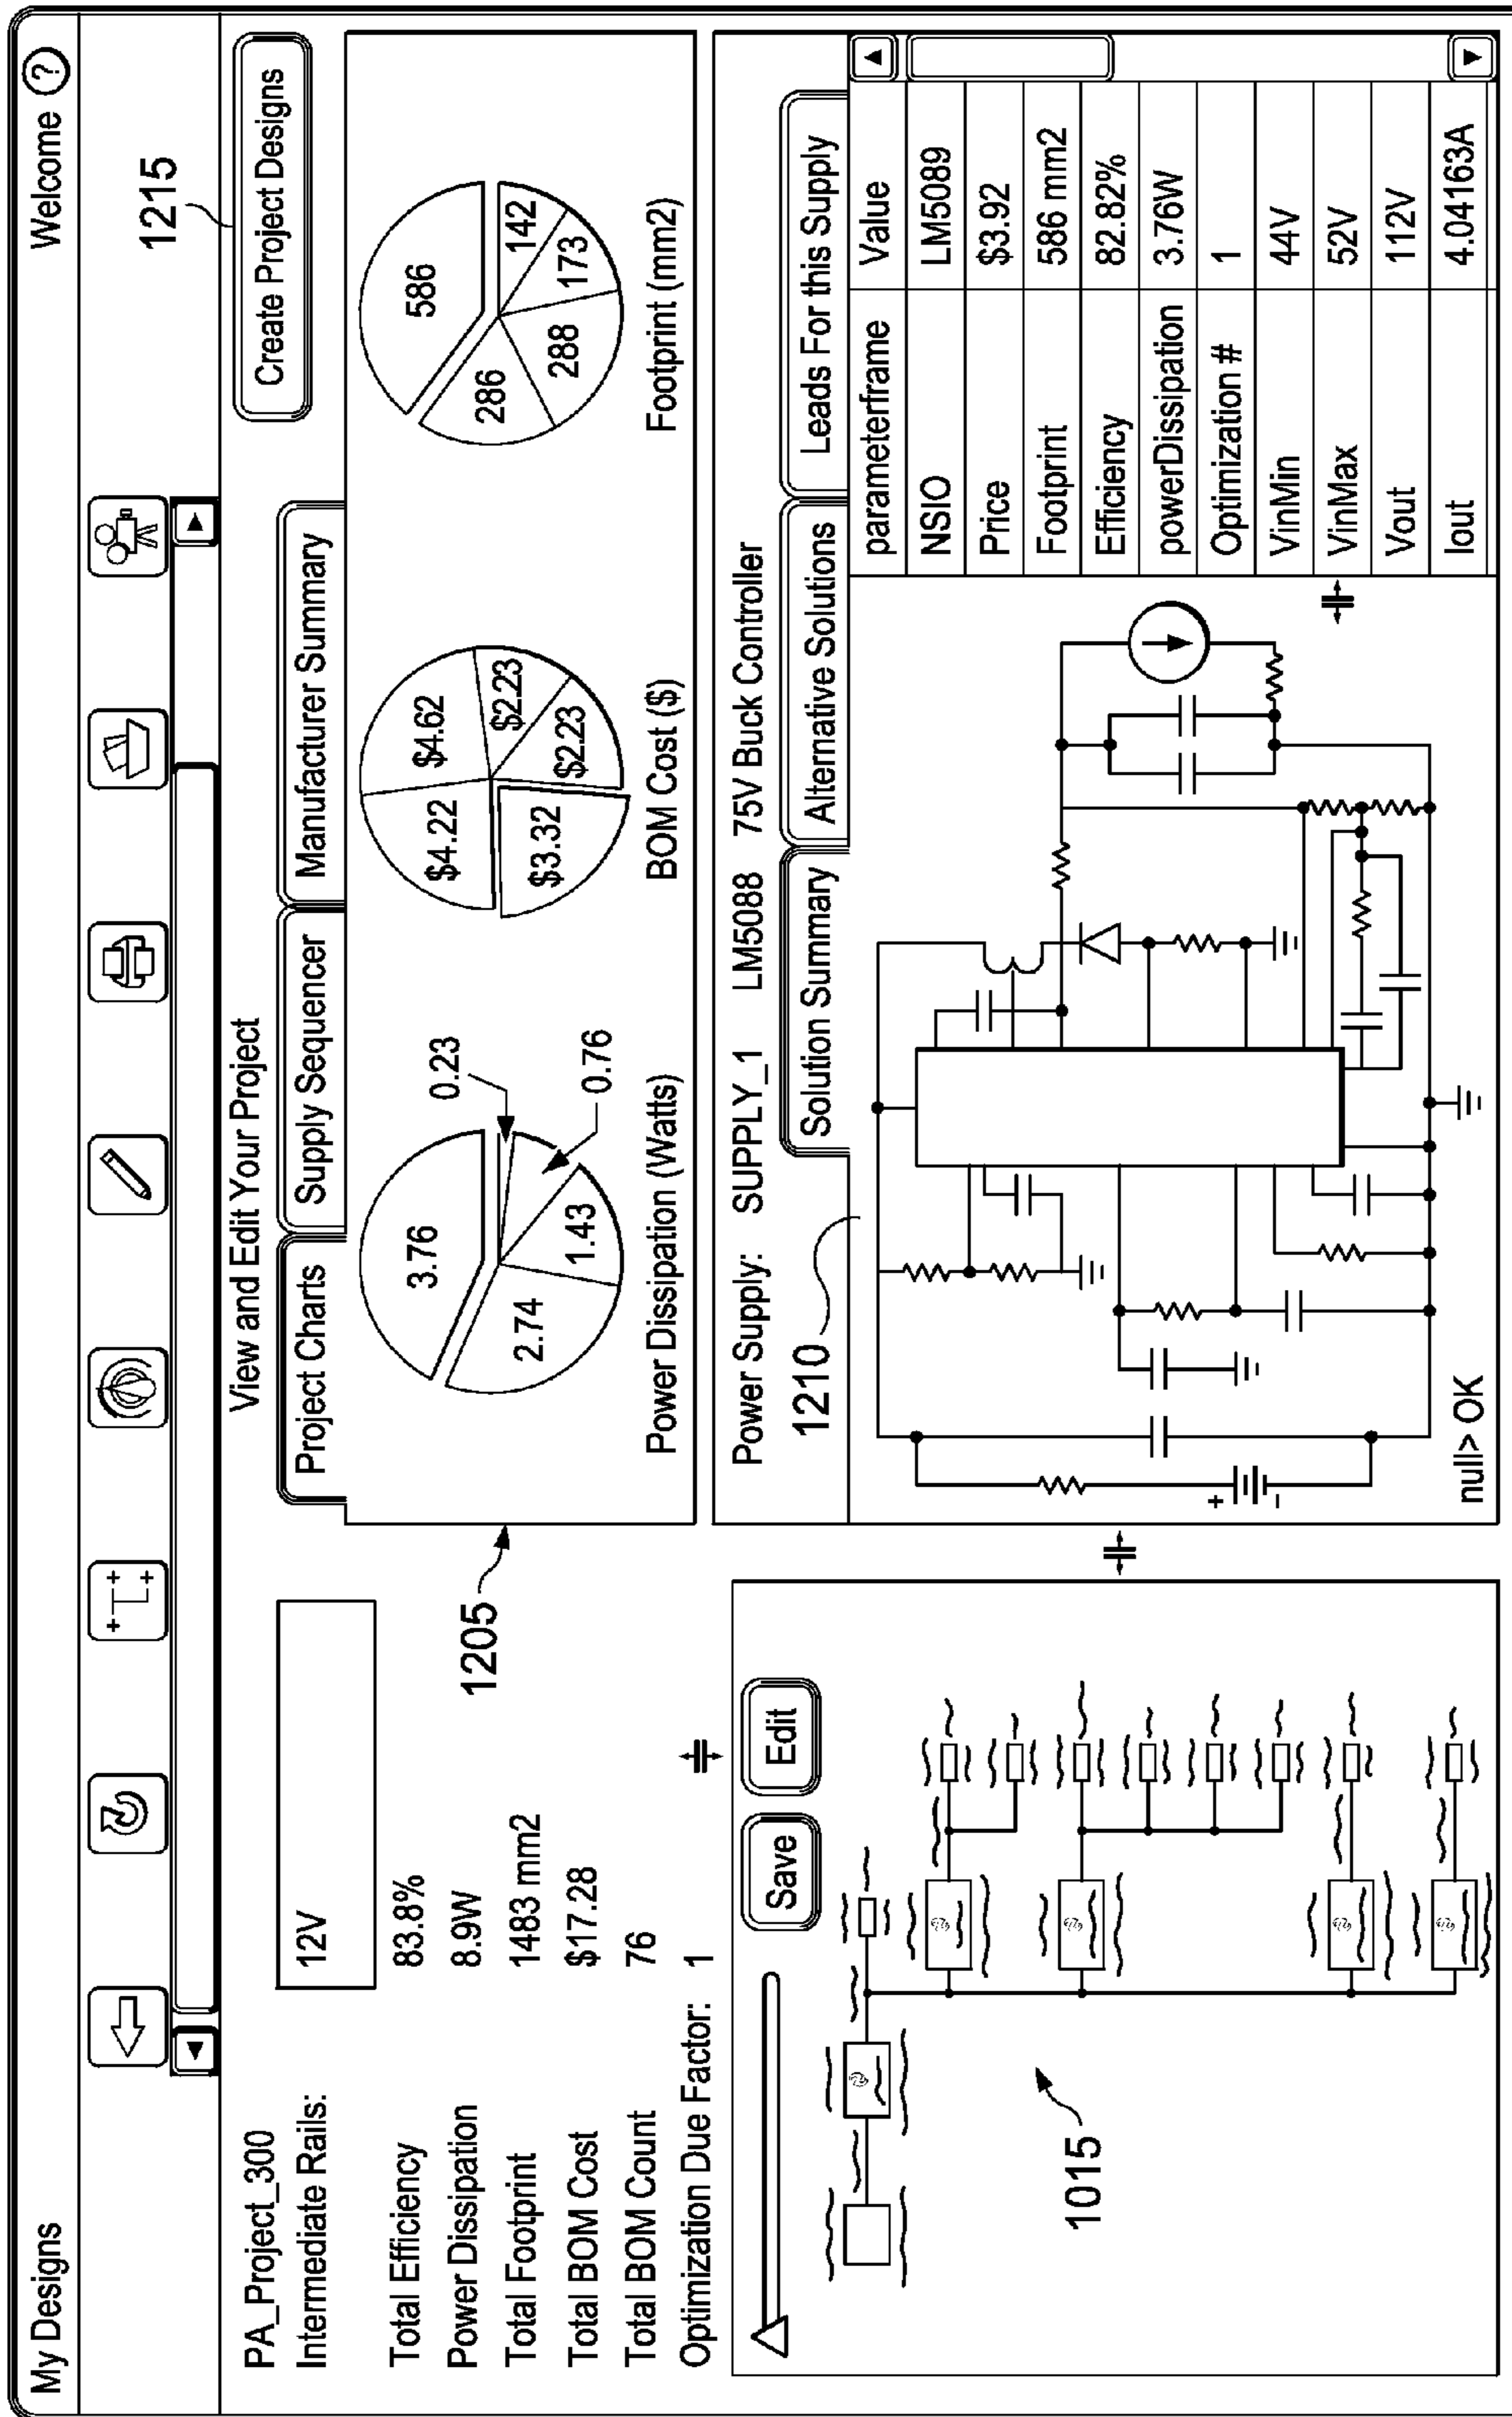 My Designs
Welcome ?
1215
PA_Project_300
View and Edit Your Project
Create Project Designs
Intermediate Rails: 12V
Total Efficiency 83.8%
Power Dissipation 8.9W
Total Footprint 1483 mm2
Total BOM Cost $17.28
Total BOM Count 76
Optimization Due Factor: 1
1205
Project Charts
Supply Sequencer
Manufacturer Summary
3.76
0.23
0.76
1.43
2.74
Power Dissipation (Watts)
$4.62
$2.23
$2.23
$3.32
$4.22
BOM Cost ($)
586
142
173
288
286
Footprint (mm2)
Save
Edit
1015
Power Supply: SUPPLY_1 LM5088 75V Buck Controller
1210
Solution Summary
Alternative Solutions
Leads For this Supply
parameterframe Value
NSIO LM5089
Price $3.92
Footprint 586 mm2
Efficiency 82.82%
powerDissipation 3.76W
Optimization # 1
VinMin 44V
VinMax 52V
Vout 112V
Iout 4.04163A
+
-
null> OK